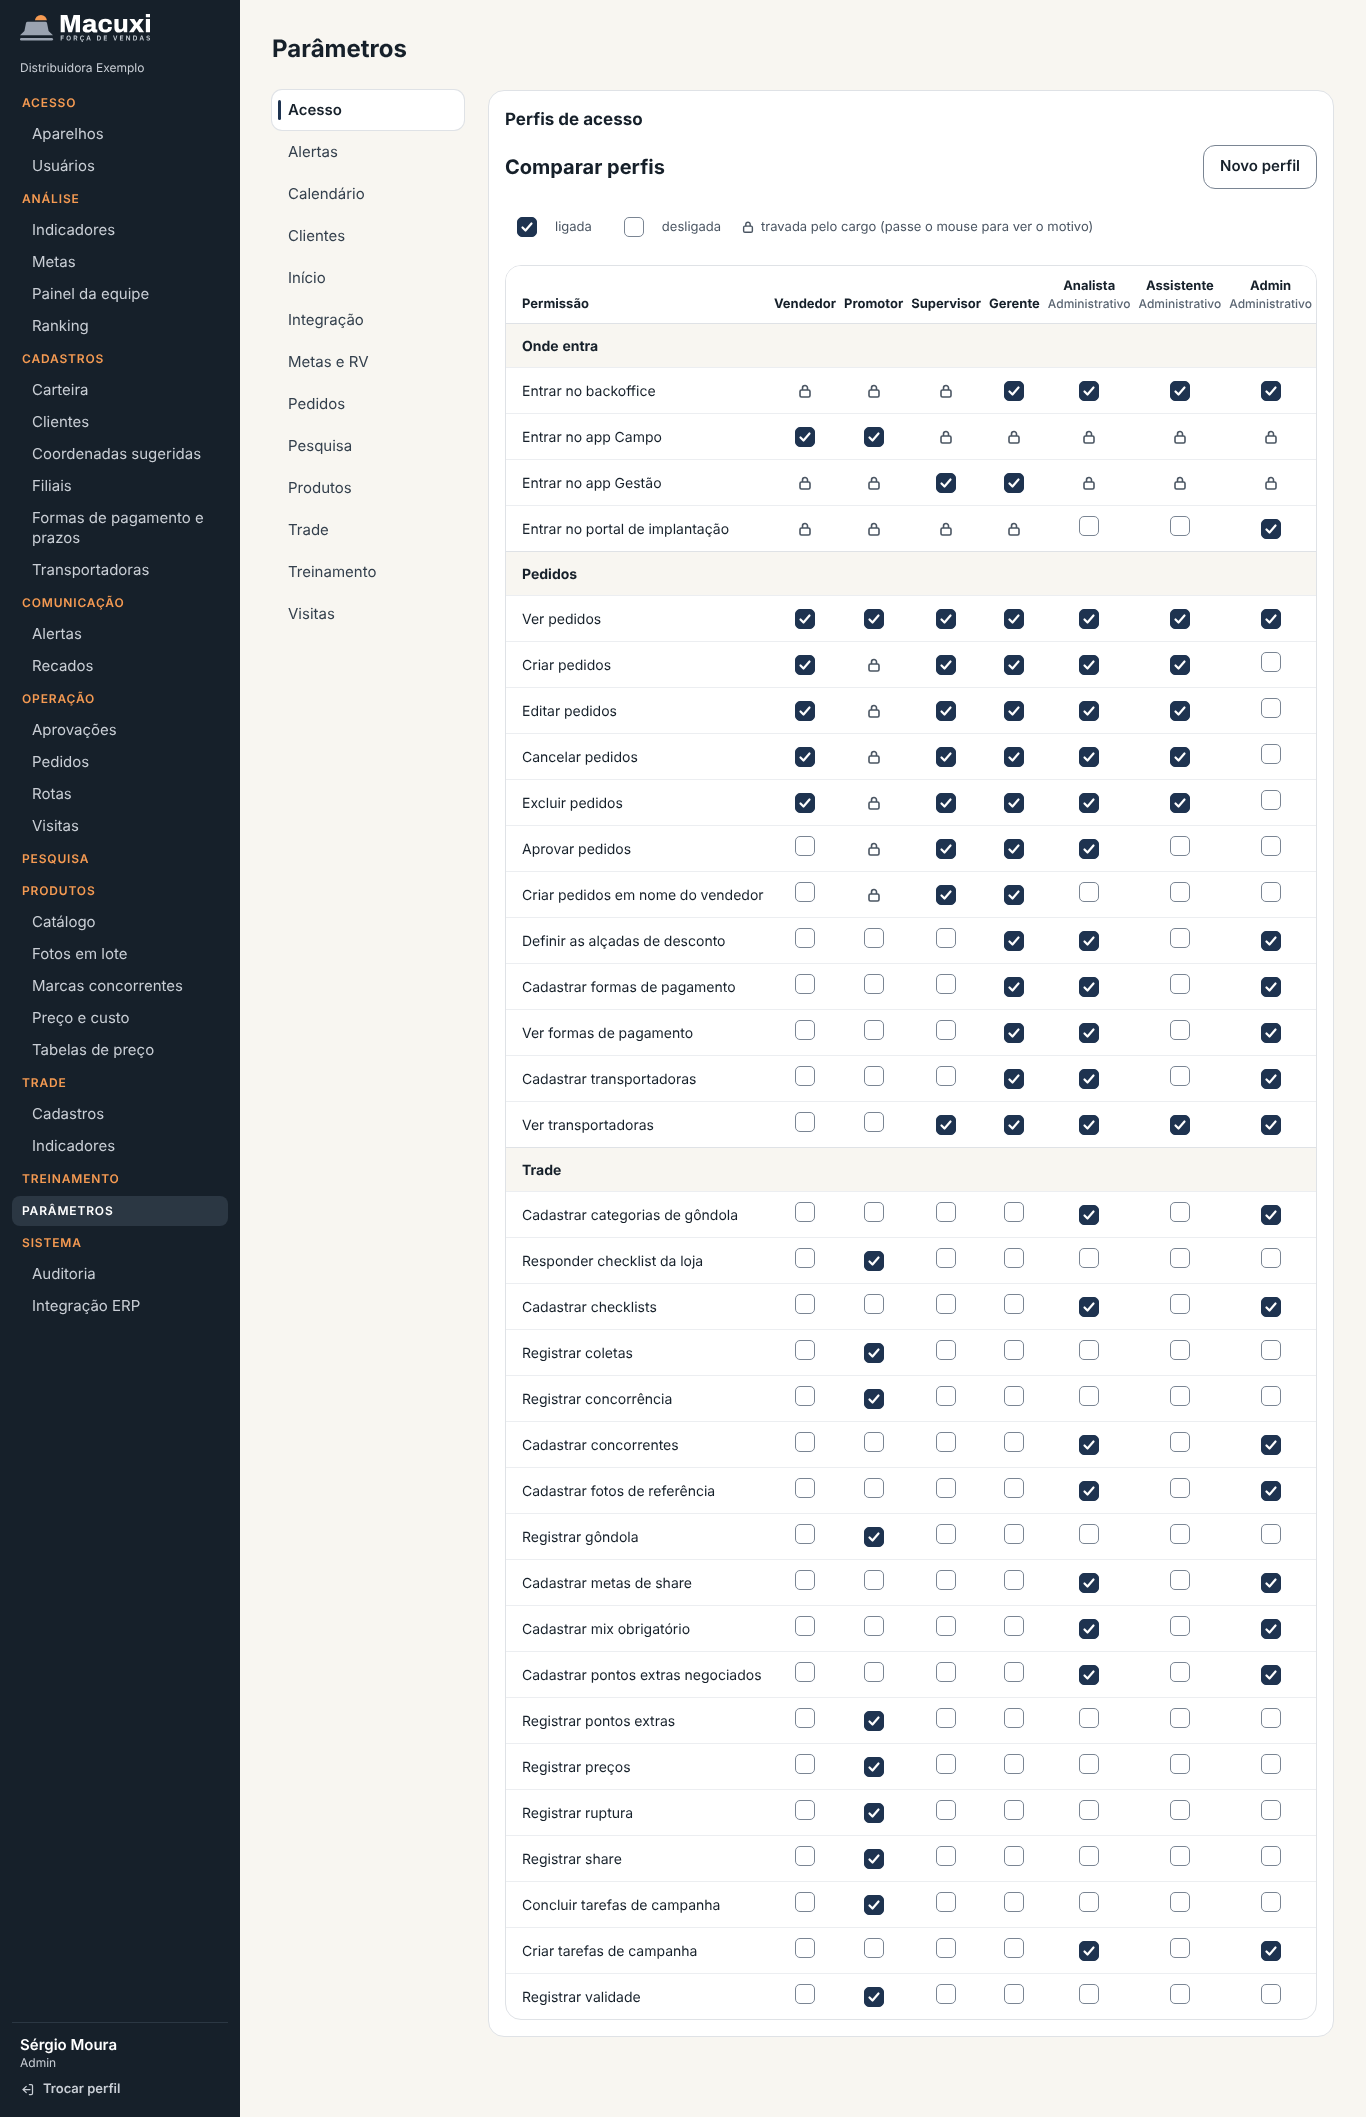 Macuxi
FORÇA DE VENDAS
Distribuidora Exemplo
ACESSO
Aparelhos
Usuários
ANÁLISE
Indicadores
Metas
Painel da equipe
Ranking
CADASTROS
Carteira
Clientes
Coordenadas sugeridas
Filiais
Formas de pagamento e
prazos
Transportadoras
COMUNICAÇÃO
Alertas
Recados
OPERAÇÃO
Aprovações
Pedidos
Rotas
Visitas
PESQUISA
PRODUTOS
Catálogo
Fotos em lote
Marcas concorrentes
Preço e custo
Tabelas de preço
TRADE
Cadastros
Indicadores
TREINAMENTO
PARÂMETROS
SISTEMA
Auditoria
Integração ERP
Sérgio Moura
Admin
Trocar perfil
Parâmetros
Acesso
Alertas
Calendário
Clientes
Início
Integração
Metas e RV
Pedidos
Pesquisa
Produtos
Trade
Treinamento
Visitas
Perfis de acesso
Comparar perfis
Novo perfil
ligada desligada travada pelo cargo (passe o mouse para ver o motivo)
Permissão Vendedor Promotor Supervisor Gerente Analista Administrativo Assistente Administrativo Admin Administrativo
Onde entra
Entrar no backoffice
Entrar no app Campo
Entrar no app Gestão
Entrar no portal de implantação
Pedidos
Ver pedidos
Criar pedidos
Editar pedidos
Cancelar pedidos
Excluir pedidos
Aprovar pedidos
Criar pedidos em nome do vendedor
Definir as alçadas de desconto
Cadastrar formas de pagamento
Ver formas de pagamento
Cadastrar transportadoras
Ver transportadoras
Trade
Cadastrar categorias de gôndola
Responder checklist da loja
Cadastrar checklists
Registrar coletas
Registrar concorrência
Cadastrar concorrentes
Cadastrar fotos de referência
Registrar gôndola
Cadastrar metas de share
Cadastrar mix obrigatório
Cadastrar pontos extras negociados
Registrar pontos extras
Registrar preços
Registrar ruptura
Registrar share
Concluir tarefas de campanha
Criar tarefas de campanha
Registrar validade